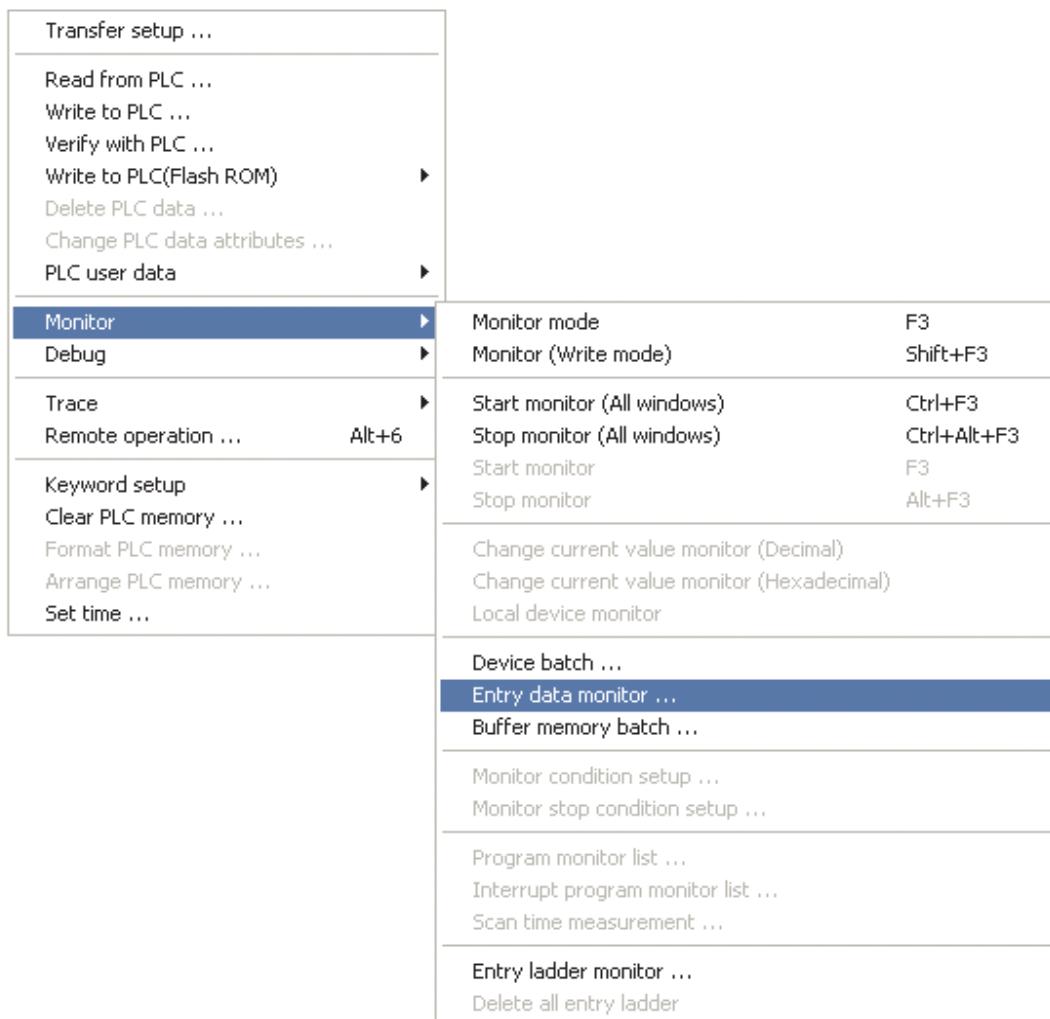 Transfer setup ...
Read from PLC ...
Write to PLC ...
Verify with PLC ...
Write to PLC(Flash ROM)
Delete PLC data ...
Change PLC data attributes ...
PLC user data
Monitor
Debug
Trace
Remote operation ... Alt+6
Keyword setup
Clear PLC memory ...
Format PLC memory ...
Arrange PLC memory ...
Set time ...
Monitor mode F3
Monitor (Write mode) Shift+F3
Start monitor (All windows) Ctrl+F3
Stop monitor (All windows) Ctrl+Alt+F3
Start monitor F3
Stop monitor Alt+F3
Change current value monitor (Decimal)
Change current value monitor (Hexadecimal)
Local device monitor
Device batch ...
Entry data monitor ...
Buffer memory batch ...
Monitor condition setup ...
Monitor stop condition setup ...
Program monitor list ...
Interrupt program monitor list ...
Scan time measurement ...
Entry ladder monitor ...
Delete all entry ladder